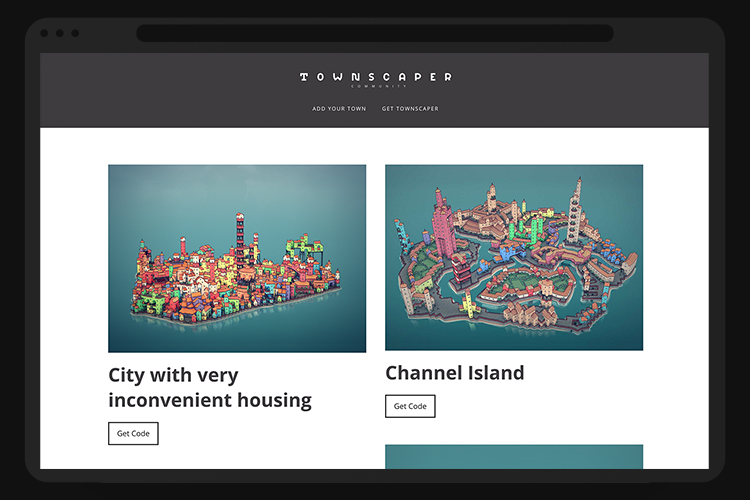 TOWNSCAPER
COMMUNITY
ADD YOUR TOWN GET TOWNSCAPER
City with very
inconvenient housing
Get Code
Channel Island
Get Code